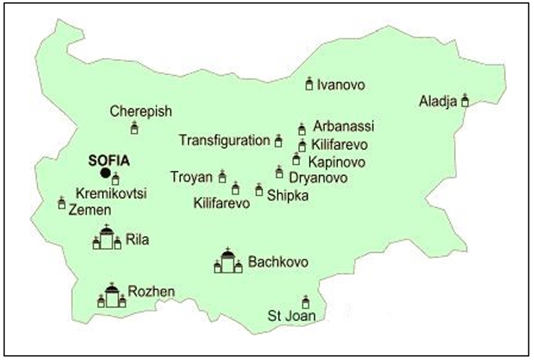 Ivanovo
Aladja
Cherepish
Arbanassi
Transfiguration
Kilifarevo
Kapinovo
SOFIA
Dryanovo
Troyan
Kremikovtsi
Shipka
Kilifarevo
Zemen
Rila
Bachkovo
Rozhen
St Joan